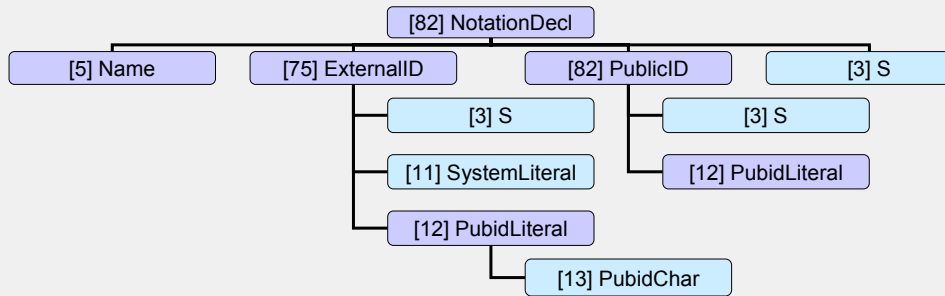 [82] NotationDecl
[5] Name
[75] ExternalID
[82] PublicID
[3] S
[3] S
[3] S
[11] SystemLiteral
[12] PubidLiteral
[12] PubidLiteral
[13] PubidChar